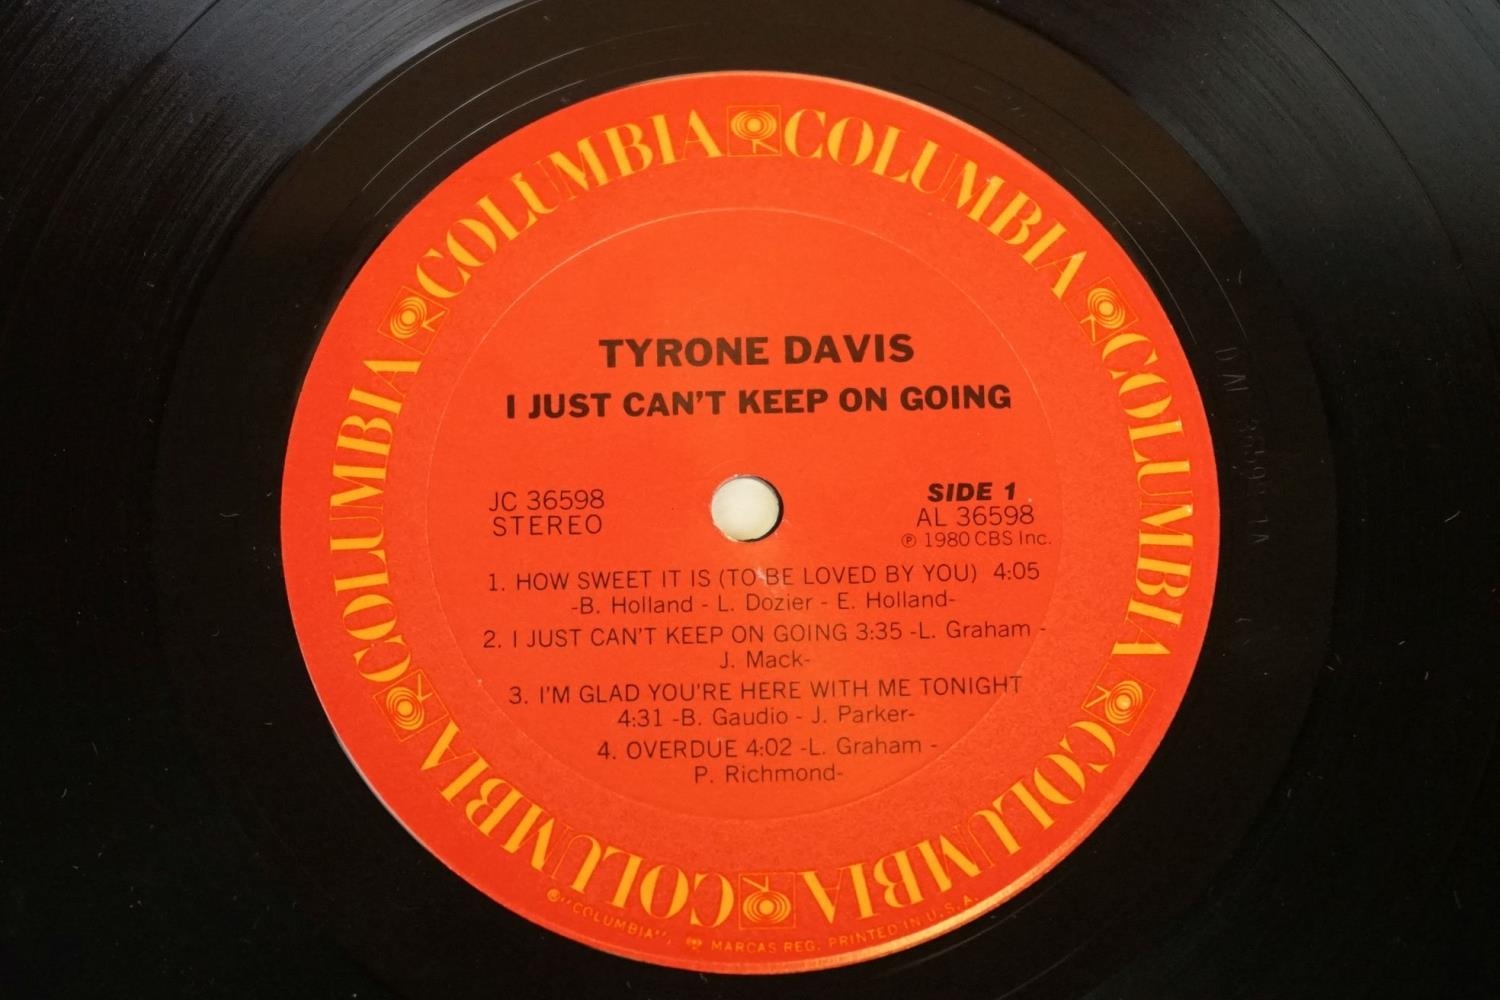 COLUMBIA COLUMBIA COLUMBIA COLUMBIA COLUMBIA COLUMBIA
TYRONE DAVIS
I JUST CAN'T KEEP ON GOING
JC 36598
STEREO
SIDE 1
AL 36598
℗ 1980 CBS Inc.
1. HOW SWEET IT IS (TO BE LOVED BY YOU) 4:05
-B. Holland - L. Dozier - E. Holland-
2. I JUST CAN'T KEEP ON GOING 3:35 -L. Graham -
J. Mack-
3. I'M GLAD YOU'RE HERE WITH ME TONIGHT
4:31 -B. Gaudio - J. Parker-
4. OVERDUE 4:02 -L. Graham -
P. Richmond-
®"COLUMBIA", MARCAS REG. PRINTED IN U.S.A.